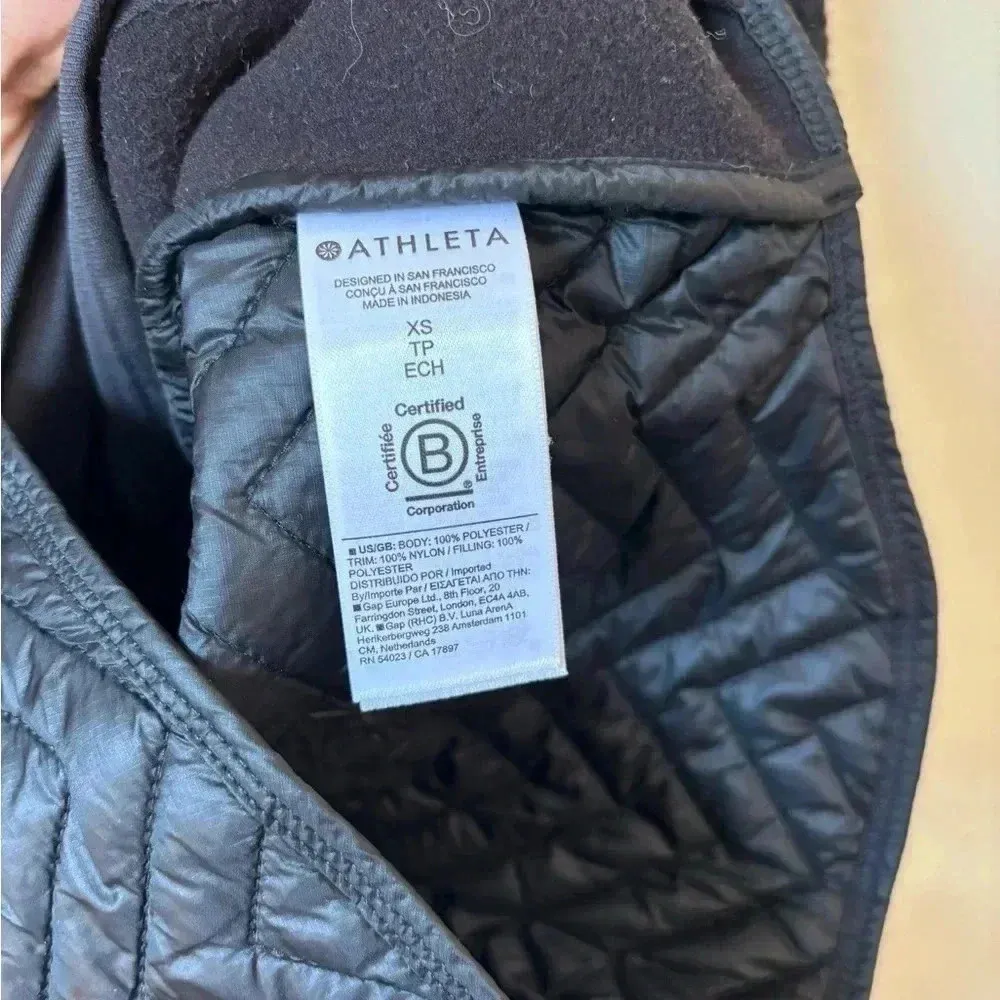 ATHLETA
DESIGNED IN SAN FRANCISCO
CONÇU À SAN FRANCISCO
MADE IN INDONESIA
XS
TP
ECH
Certified
Certifiée
B
Entreprise
Corporation
US/GB: BODY: 100% POLYESTER /
TRIM: 100% NYLON / FILLING: 100%
POLYESTER
DISTRIBUIDO POR / Imported
By/Importe Par / ΕΙΣΑΓΕΤΑΙ ΑΠΟ ΤΗΝ:
Gap Europe Ltd., 8th Floor, 20
Farringdon Street, London, EC4A 4AB,
UK. Gap (RHC) B.V. Luna ArenA
Herikerbergweg 238 Amsterdam 1101
CM, Netherlands
RN 54023 / CA 17897